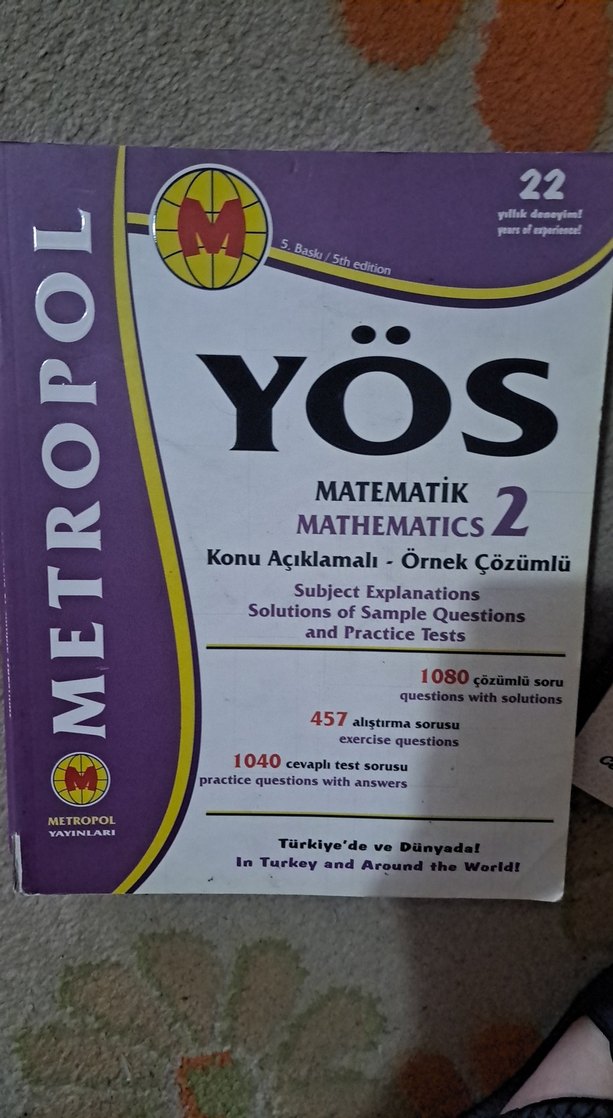 METROPOL
M
5. Baskı / 5th edition
22
yıllık deneyim!
years of experience!
YÖS
MATEMATİK
MATHEMATICS 2
Konu Açıklamalı - Örnek Çözümlü
Subject Explanations
Solutions of Sample Questions
and Practice Tests
1080 çözümlü soru
questions with solutions
457 alıştırma sorusu
exercise questions
1040 cevaplı test sorusu
practice questions with answers
Türkiye'de ve Dünyada!
In Turkey and Around the World!
M
METROPOL
YAYINLARI